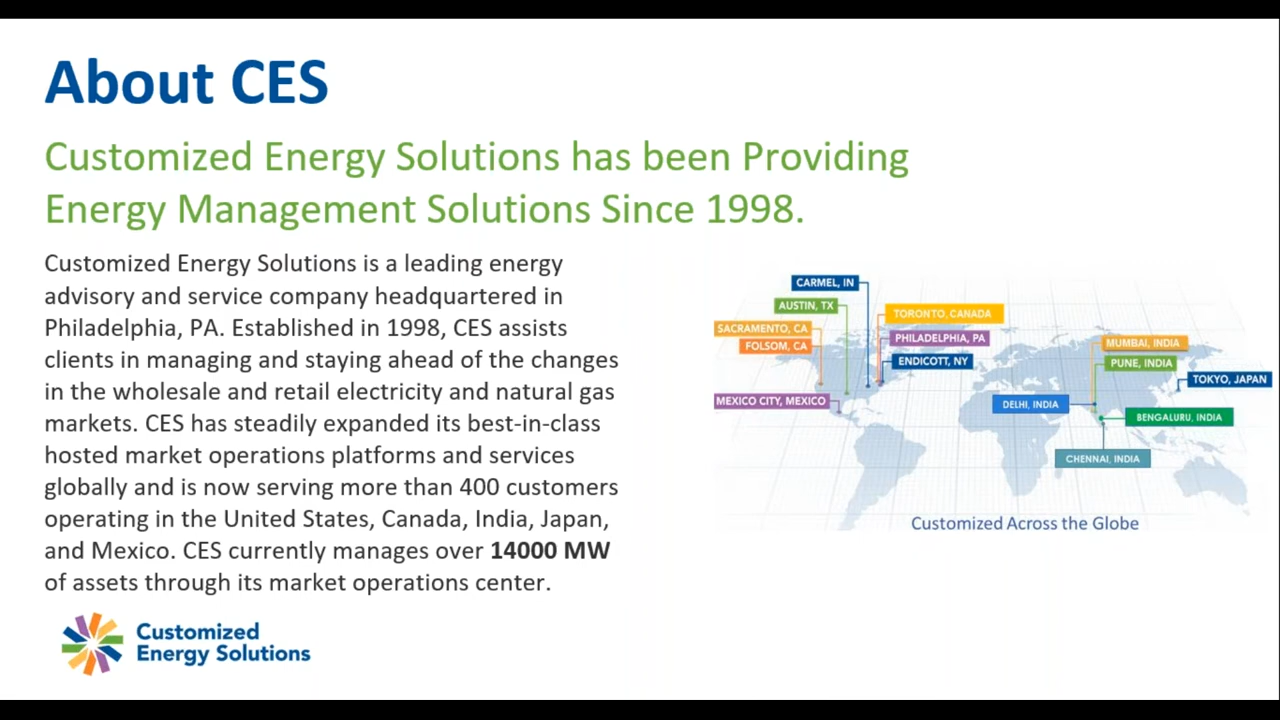 About CES
Customized Energy Solutions has been Providing
Energy Management Solutions Since 1998.
Customized Energy Solutions is a leading energy
advisory and service company headquartered in
Philadelphia, PA. Established in 1998, CES assists
clients in managing and staying ahead of the changes
in the wholesale and retail electricity and natural gas
markets. CES has steadily expanded its best-in-class
hosted market operations platforms and services
globally and is now serving more than 400 customers
operating in the United States, Canada, India, Japan,
and Mexico. CES currently manages over 14000 MW
of assets through its market operations center.
CARMEL, IN
AUSTIN, TX
SACRAMENTO, CA
FOLSOM, CA
MEXICO CITY, MEXICO
TORONTO, CANADA
PHILADELPHIA, PA
ENDICOTT, NY
MUMBAI, INDIA
PUNE, INDIA
TOKYO, JAPAN
DELHI, INDIA
BENGALURU, INDIA
CHENNAI, INDIA
Customized Across the Globe
Customized
Energy Solutions